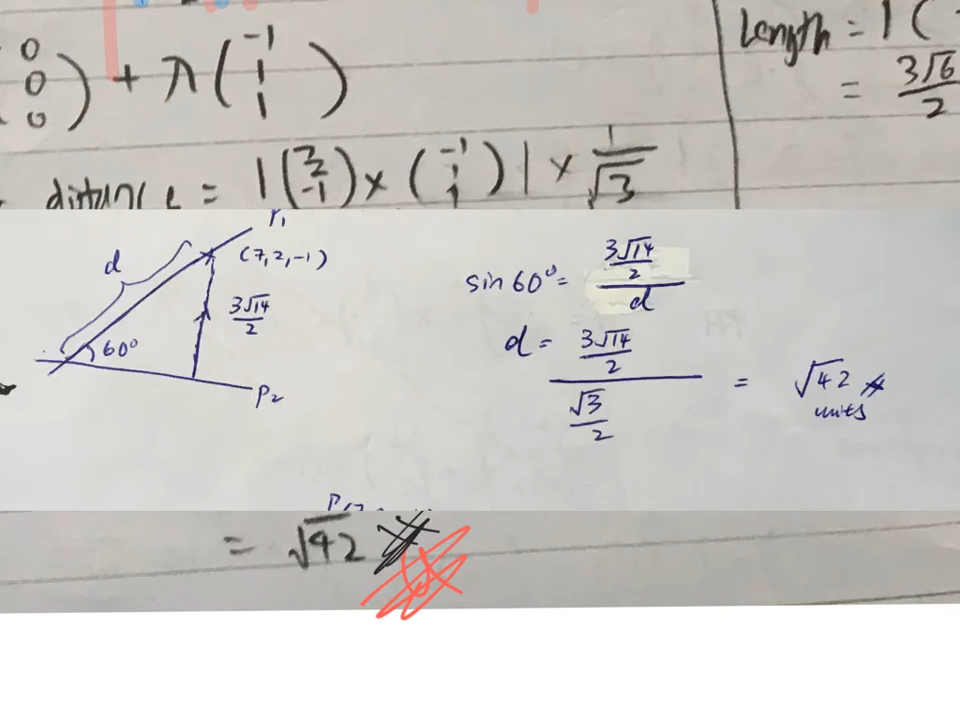 (0 0 0) + λ(-1 1 1)
Length = 1(
= 3√6/2
distance = |(7 2 -1) × (-1 1 1)| × 1/√3
r₁
d
(7,2,-1)
3√14/2
60°
P₂
sin 60° = (3√14/2)/d
d = (3√14/2)/(√3/2) = √42
units
= √42